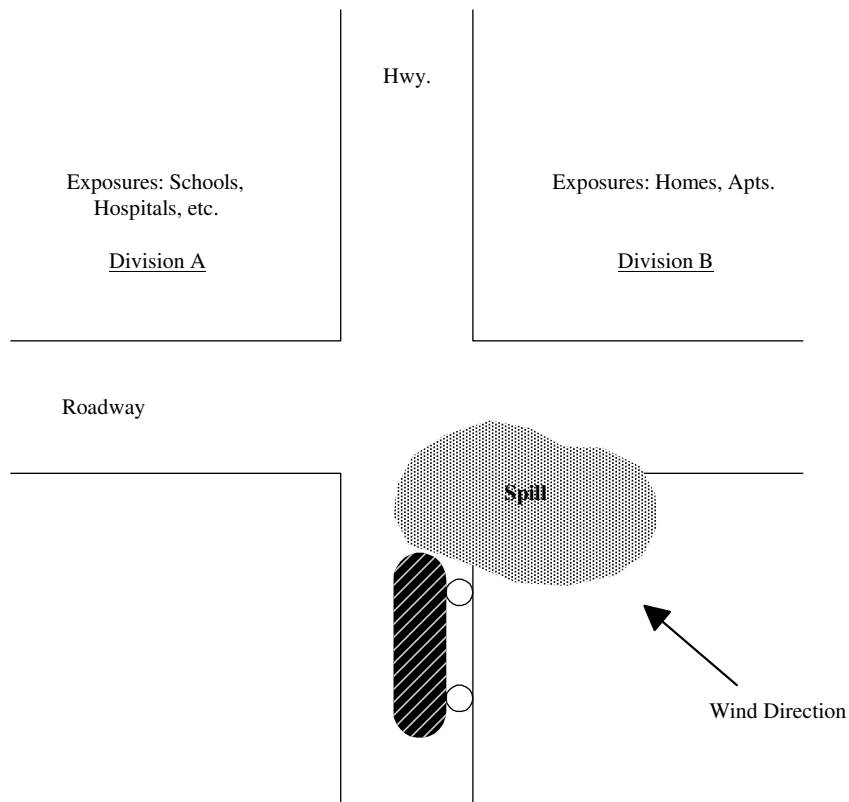 Hwy.
Exposures: Schools,
Hospitals, etc.
Exposures: Homes, Apts.
Division A
Division B
Roadway
Spill
Wind Direction